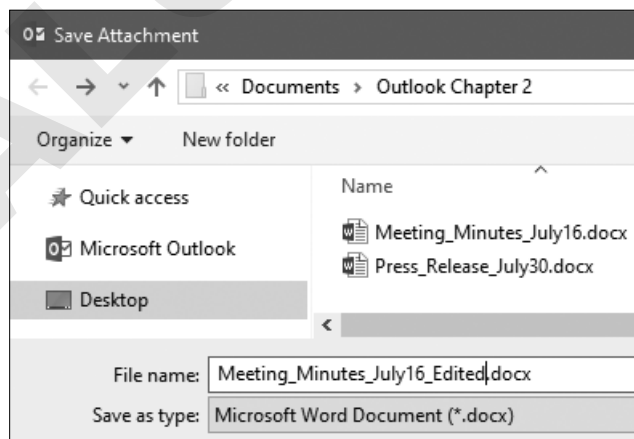 Save Attachment
« Documents > Outlook Chapter 2
Organize New folder
Quick access
Microsoft Outlook
Desktop
Name
Meeting_Minutes_July16.docx
Press_Release_July30.docx
File name: Meeting_Minutes_July16_Edited.docx
Save as type: Microsoft Word Document (*.docx)